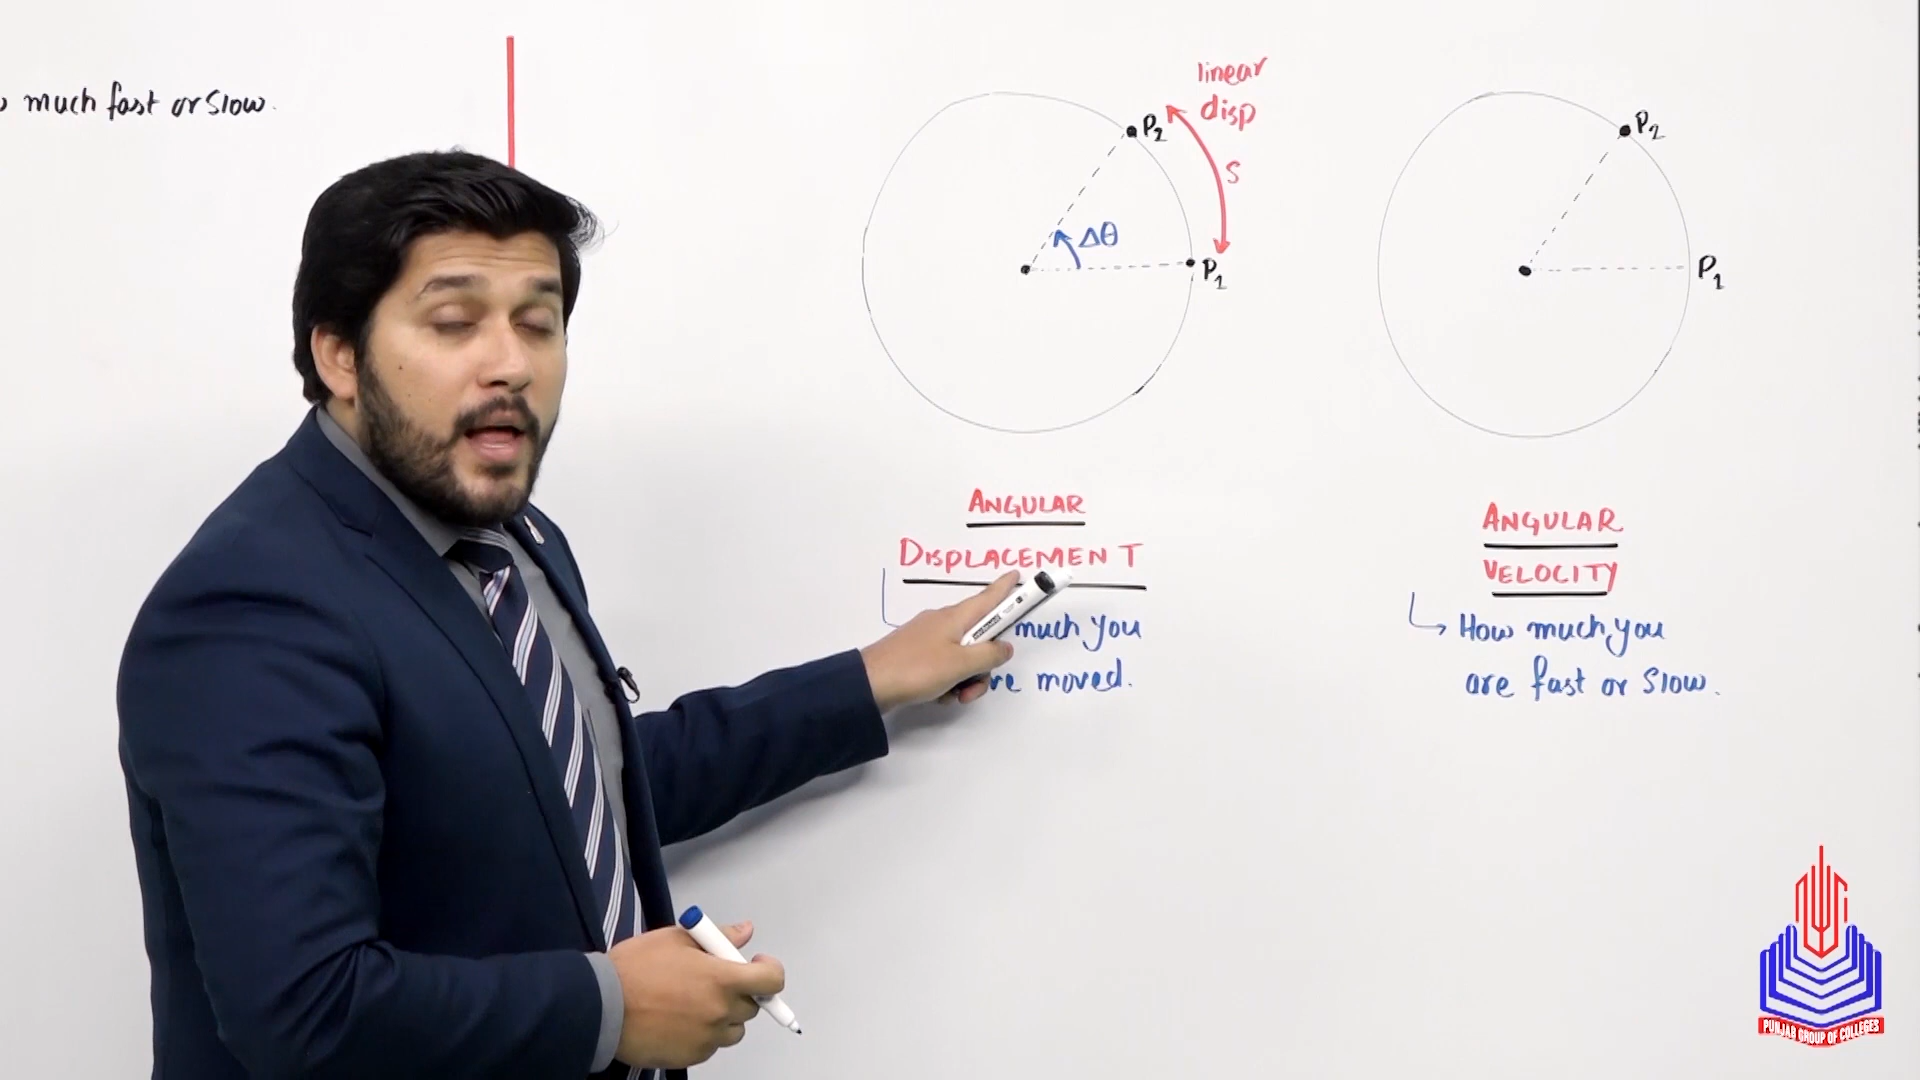 much fast or slow.
linear
disp
S
P2
Δθ
P1
ANGULAR
DISPLACEMENT
much you
moved.
P2
P1
ANGULAR
VELOCITY
How much you
are fast or slow.
PUNJAB GROUP OF COLLEGES